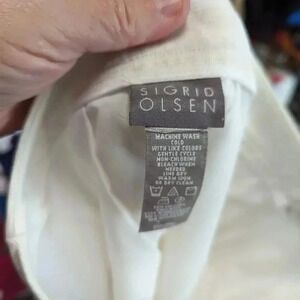 SIGRID
OLSEN
MACHINE WASH
COLD
WITH LIKE COLORS
GENTLE CYCLE
NON-CHLORINE
BLEACH WHEN
NEEDED
LINE DRY
WARM IRON
OR DRY CLEAN